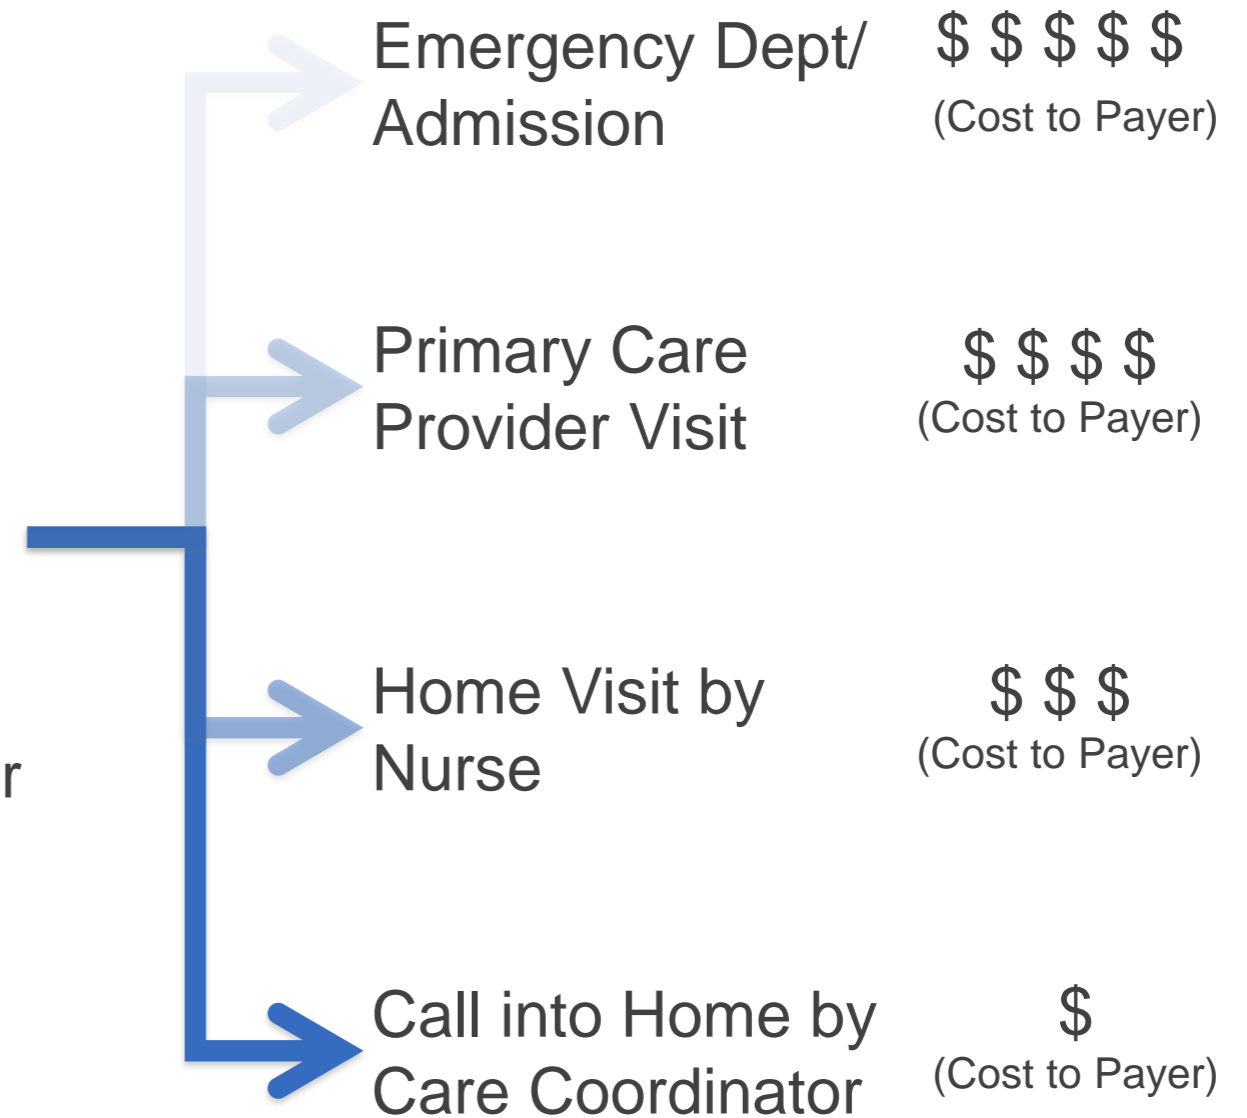 Emergency Dept/
Admission
$ $ $ $ $
(Cost to Payer)
Primary Care
Provider Visit
$ $ $ $
(Cost to Payer)
Home Visit by
Nurse
$ $ $
(Cost to Payer)
r
Call into Home by
Care Coordinator
$
(Cost to Payer)